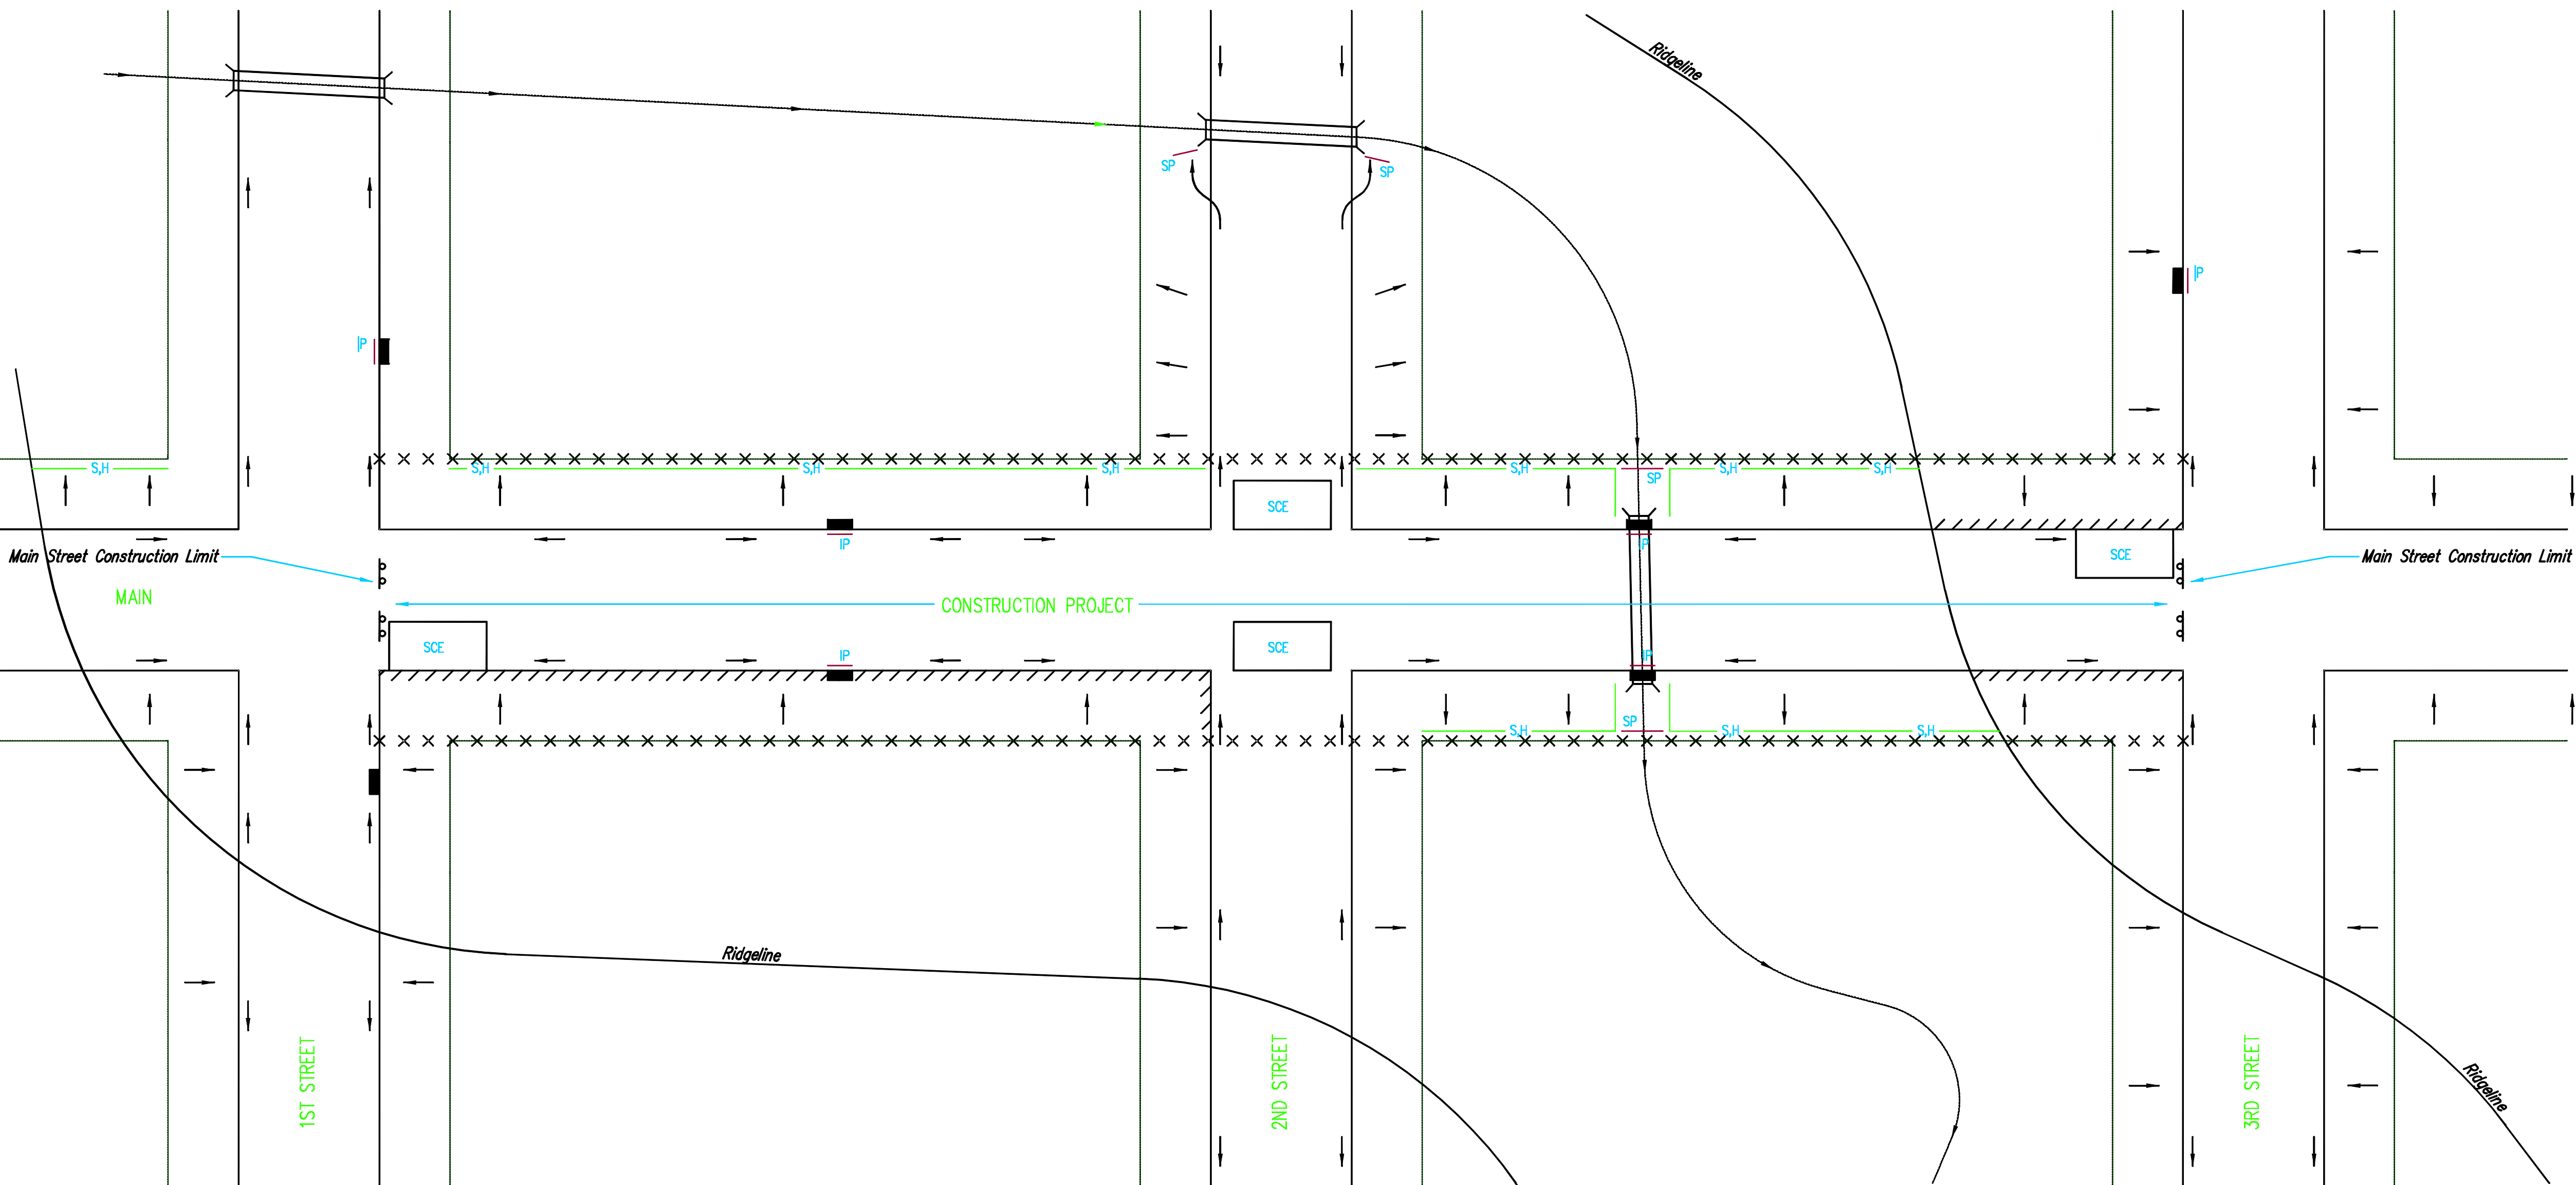 Ridgeline
SP
SP
IP
IP
S,H
S,H
S,H
S,H
S,H
SP
S,H
S,H
SCE
Main Street Construction Limit
IP
IP
SCE
Main Street Construction Limit
MAIN
CONSTRUCTION PROJECT
SCE
IP
SCE
IP
S,H
SP
S,H
S,H
Ridgeline
1ST STREET
2ND STREET
3RD STREET
Ridgeline